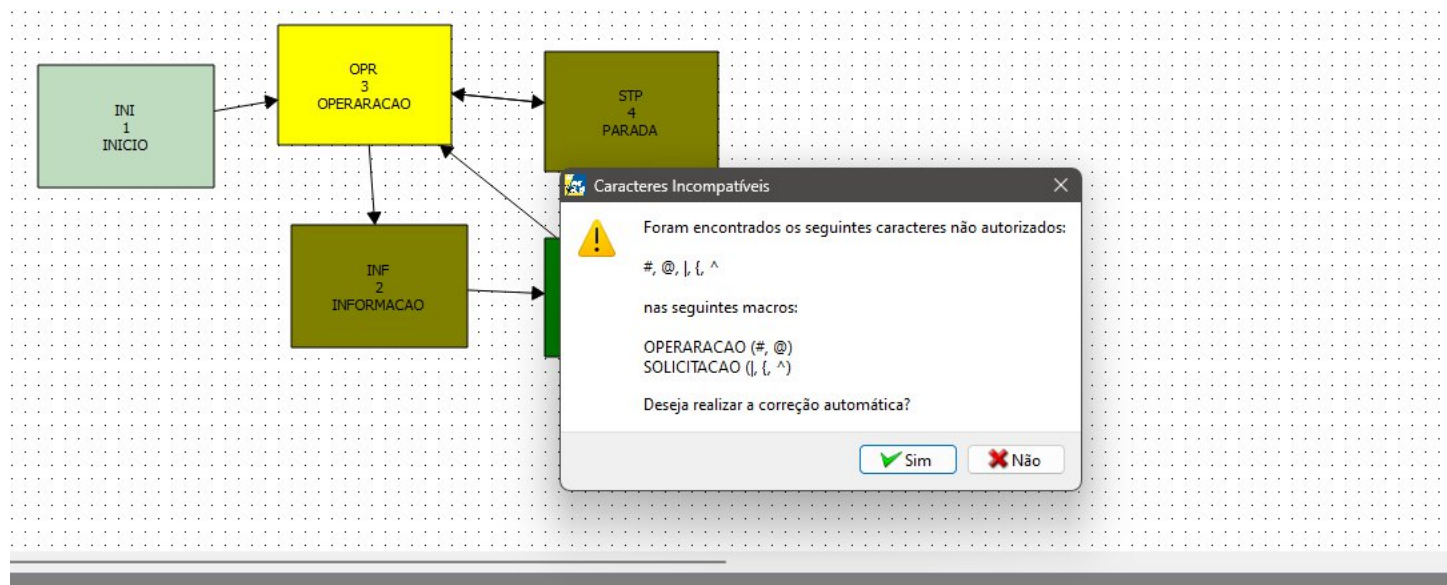 INI
1
INICIO
OPR
3
OPERARACAO
STP
4
PARADA
INF
2
INFORMACAO
Caracteres Incompatíveis
Foram encontrados os seguintes caracteres não autorizados:
#, @, |, {, ^
nas seguintes macros:
OPERARACAO (#, @)
SOLICITACAO (|, {, ^)
Deseja realizar a correção automática?
Sim
Não